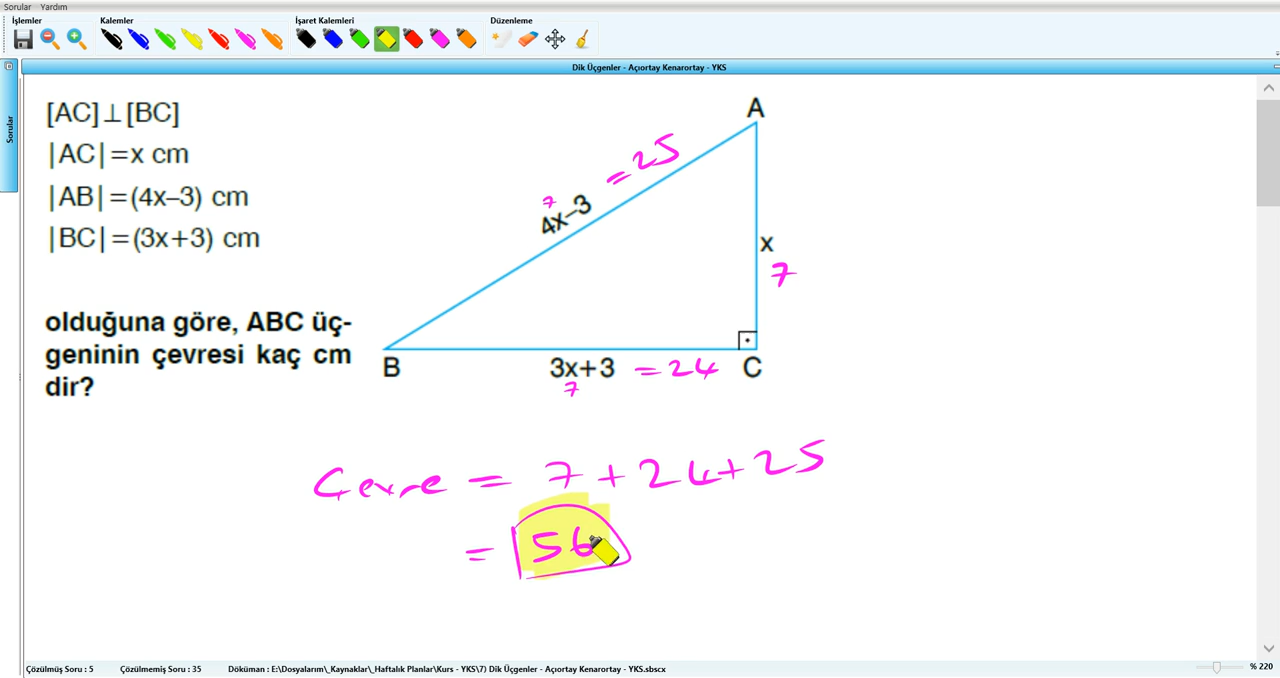 Sorular Yardım
İşlemler Kalemler İşaret Kalemleri Düzenleme
Dik Üçgenler - Açıortay Kenarortay - YKS
Sorular
[AC]⊥[BC]
|AC|=x cm
|AB|=(4x–3) cm
|BC|=(3x+3) cm
olduğuna göre, ABC üç-
geninin çevresi kaç cm
dir?
A
= 25
7
4x–3
x
7
B
3x+3 = 24
C
7
Çevre = 7 + 24 + 25
= 56
Çözülmüş Soru : 5 Çözülmemiş Soru : 35 Döküman : E:\Dosyalarım\_Kaynaklar\_Haftalık Planlar\Kurs - YKS\7) Dik Üçgenler - Açıortay Kenarortay - YKS.sbscx % 220